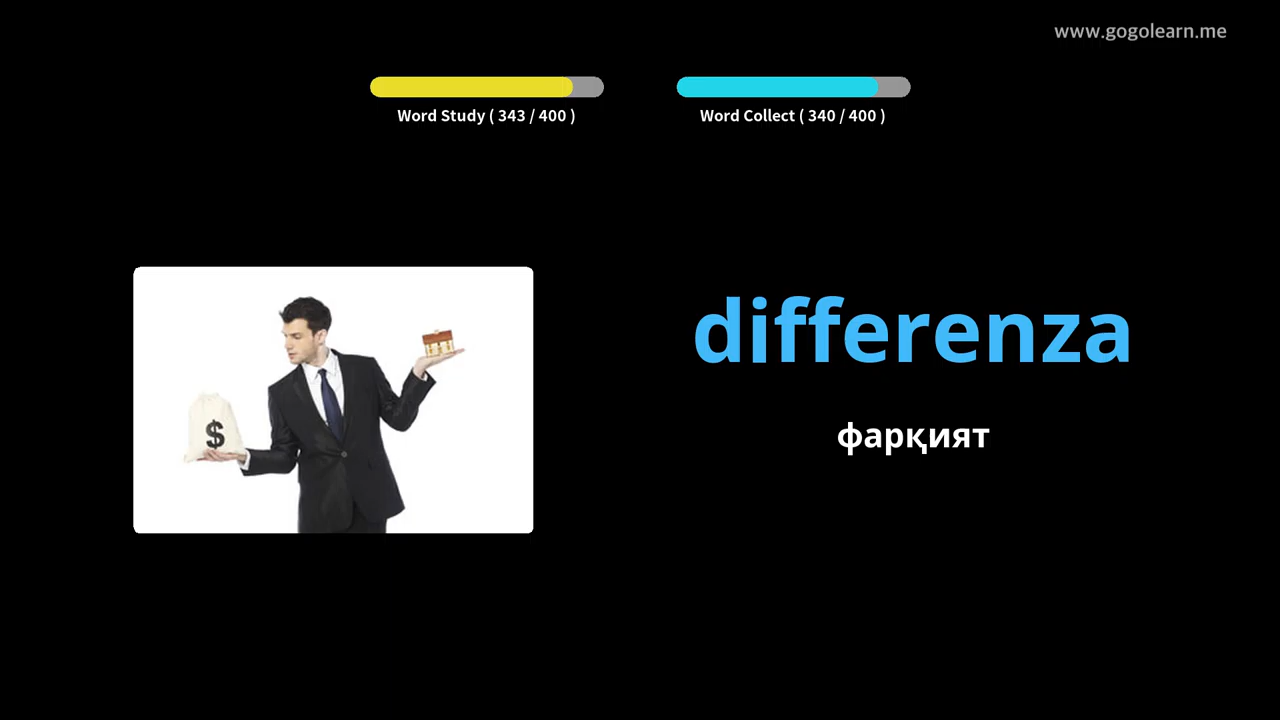 www.gogolearn.me
Word Study ( 343 / 400 )
Word Collect ( 340 / 400 )
differenza
фарқият
$